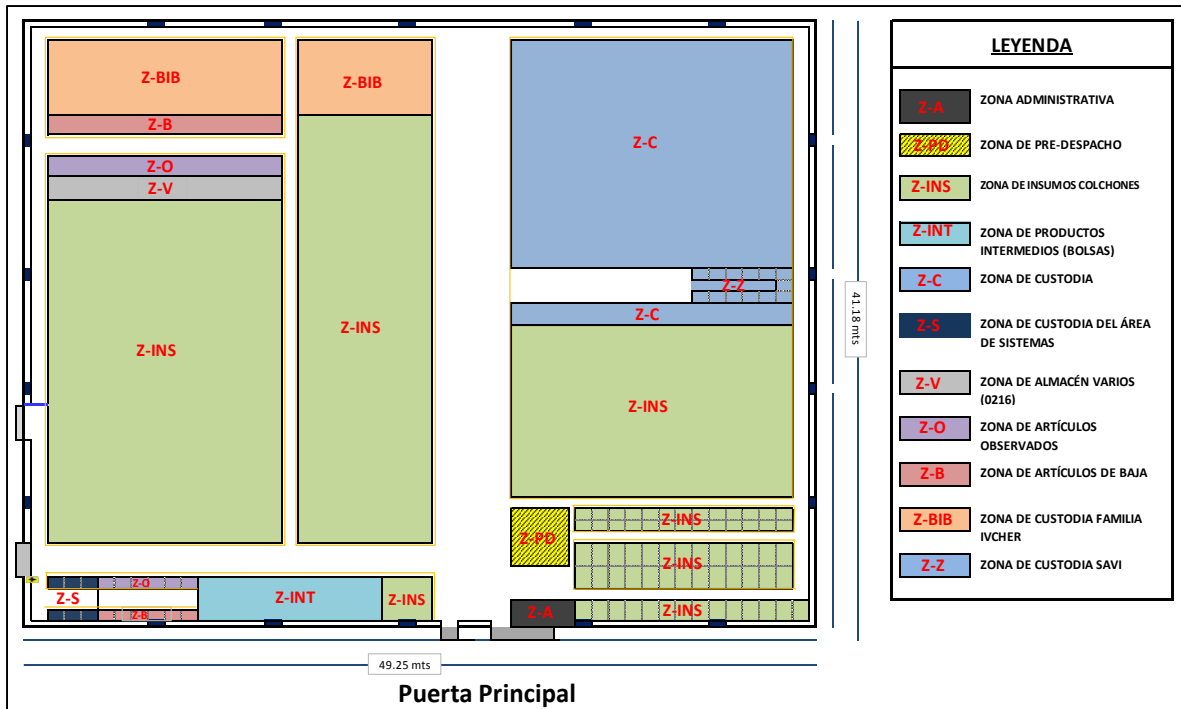 LEYENDA
Z-A
ZONA ADMINISTRATIVA
Z-PD
ZONA DE PRE-DESPACHO
Z-INS
ZONA DE INSUMOS COLCHONES
Z-INT
ZONA DE PRODUCTOS
INTERMEDIOS (BOLSAS)
Z-C
ZONA DE CUSTODIA
Z-S
ZONA DE CUSTODIA DEL ÁREA
DE SISTEMAS
Z-V
ZONA DE ALMACÉN VARIOS
(0216)
Z-O
ZONA DE ARTÍCULOS
OBSERVADOS
Z-B
ZONA DE ARTÍCULOS DE BAJA
Z-BIB
ZONA DE CUSTODIA FAMILIA
IVCHER
Z-Z
ZONA DE CUSTODIA SAVI
Z-BIB
Z-BIB
Z-B
Z-C
Z-O
Z-V
Z-Z
Z-C
Z-INS
Z-INS
Z-INS
Z-INS
Z-PD
Z-INS
Z-O
Z-S
Z-INT
Z-INS
Z-B
Z-A
Z-INS
41.18 mts
49.25 mts
Puerta Principal